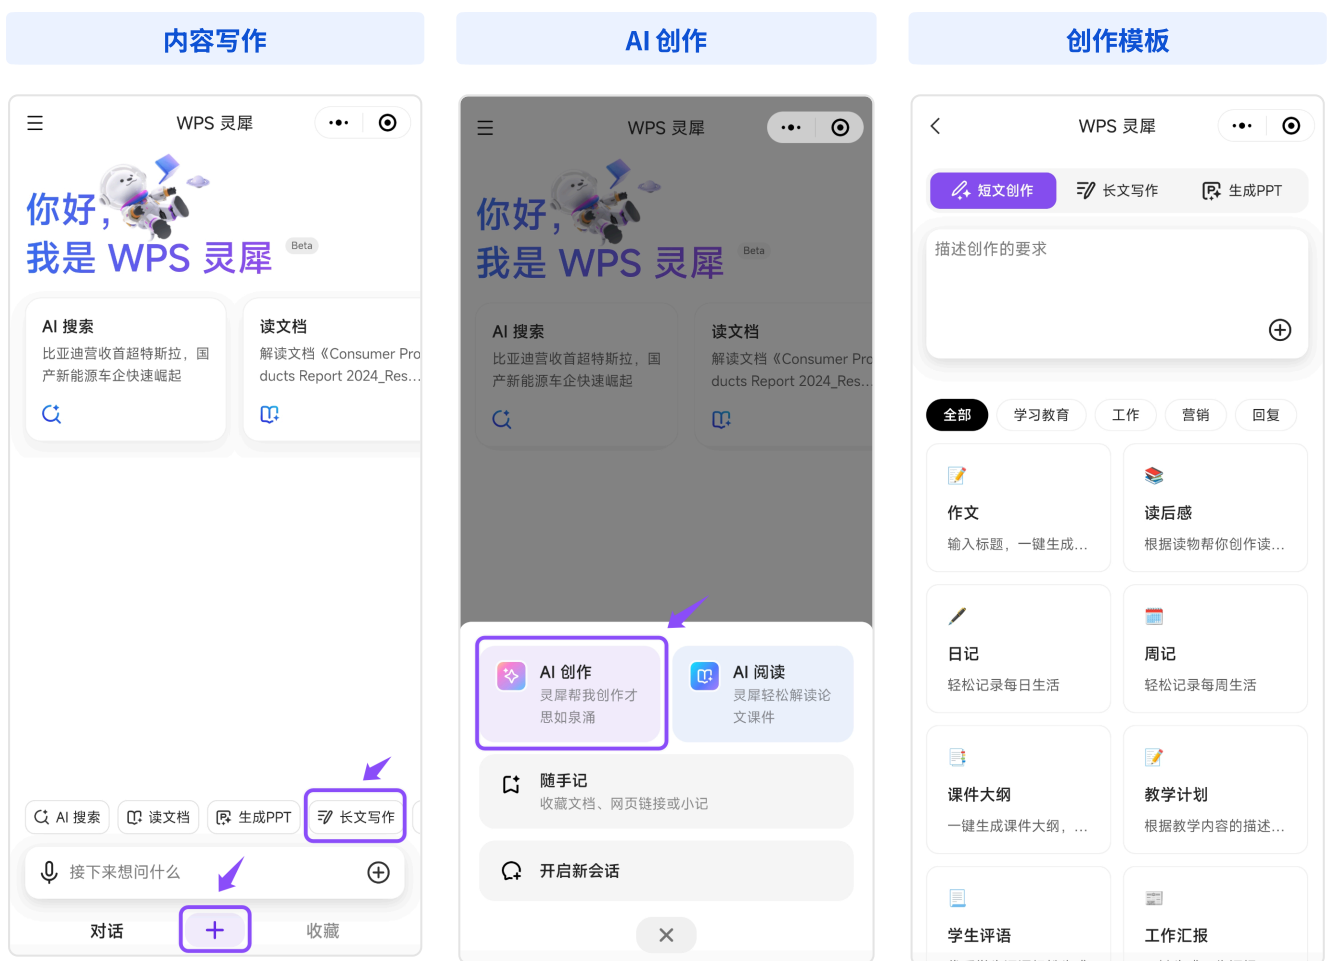 内容写作
WPS 灵犀
你好，
我是 WPS 灵犀
Beta
AI 搜索
比亚迪营收首超特斯拉，国
产新能源车企快速崛起
读文档
解读文档《Consumer Pro
ducts Report 2024_Res...
AI 搜索
读文档
生成PPT
长文写作
接下来想问什么
对话
收藏
AI 创作
WPS 灵犀
你好，
我是 WPS 灵犀
Beta
AI 搜索
比亚迪营收首超特斯拉，国
产新能源车企快速崛起
读文档
解读文档《Consumer Pro
ducts Report 2024_Res...
AI 创作
灵犀帮我创作才
思如泉涌
AI 阅读
灵犀轻松解读论
文课件
随手记
收藏文档、网页链接或小记
开启新会话
创作模板
WPS 灵犀
短文创作
长文写作
生成PPT
描述创作的要求
全部
学习教育
工作
营销
回复
作文
输入标题，一键生成...
读后感
根据读物帮你创作读...
日记
轻松记录每日生活
周记
轻松记录每周生活
课件大纲
一键生成课件大纲，...
教学计划
根据教学内容的描述...
学生评语
工作汇报